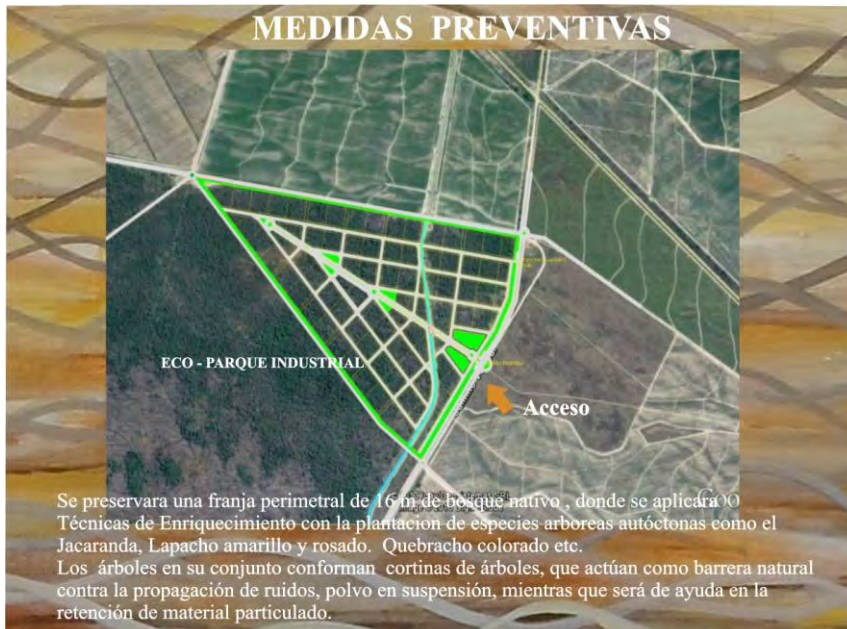 MEDIDAS PREVENTIVAS
ECO - PARQUE INDUSTRIAL
Acceso
Se preservara una franja perimetral de 16 m de bosque nativo , donde se aplicara
Técnicas de Enriquecimiento con la plantacion de especies arboreas autóctonas como el
Jacaranda, Lapacho amarillo y rosado. Quebracho colorado etc.
Los árboles en su conjunto conforman cortinas de árboles, que actúan como barrera natural
contra la propagación de ruidos, polvo en suspensión, mientras que será de ayuda en la
retención de material particulado.